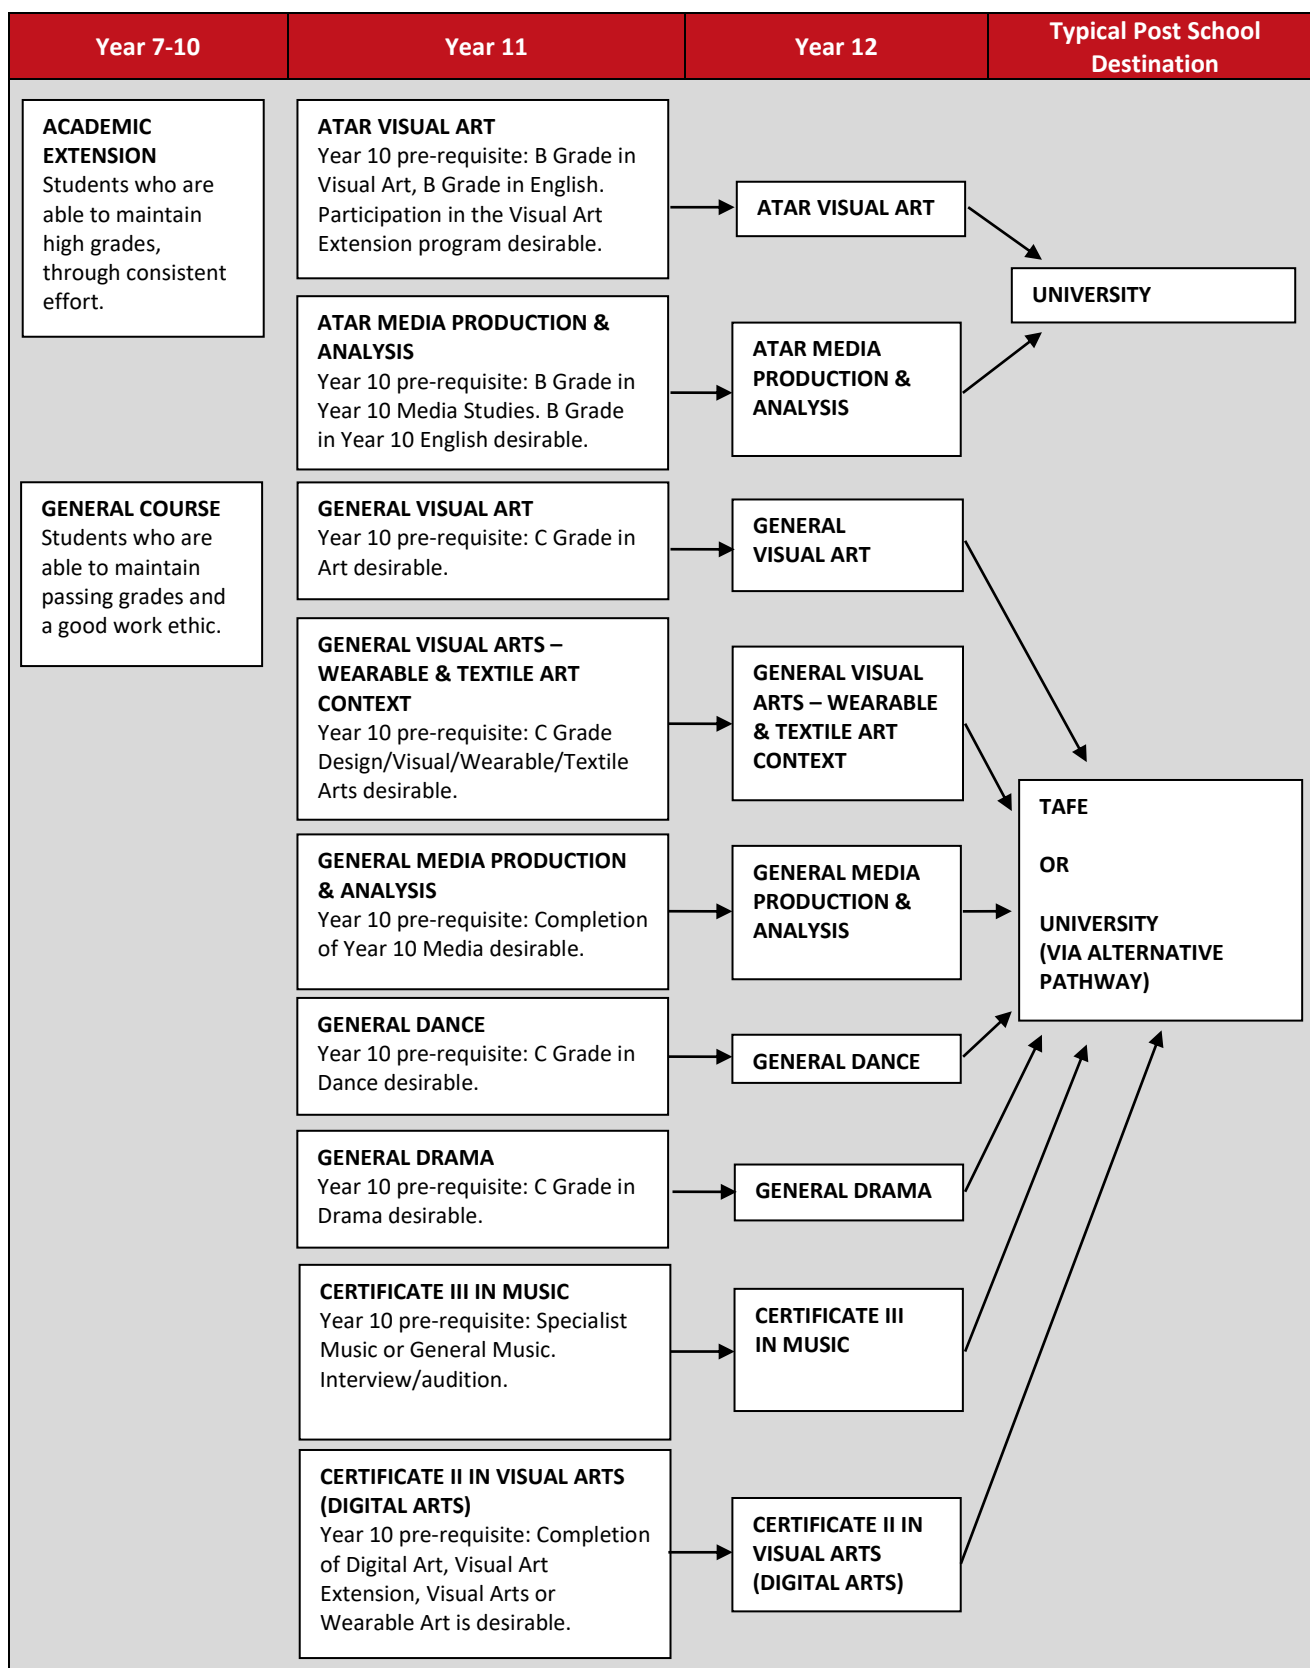 Year 7-10
Year 11
Year 12
Typical Post School
Destination
ACADEMIC
EXTENSION
Students who are
able to maintain
high grades,
through consistent
effort.
ATAR VISUAL ART
Year 10 pre-requisite: B Grade in
Visual Art, B Grade in English.
Participation in the Visual Art
Extension program desirable.
ATAR VISUAL ART
UNIVERSITY
ATAR MEDIA PRODUCTION &
ANALYSIS
Year 10 pre-requisite: B Grade in
Year 10 Media Studies. B Grade
in Year 10 English desirable.
ATAR MEDIA
PRODUCTION &
ANALYSIS
GENERAL COURSE
Students who are
able to maintain
passing grades and
a good work ethic.
GENERAL VISUAL ART
Year 10 pre-requisite: C Grade in
Art desirable.
GENERAL
VISUAL ART
GENERAL VISUAL ARTS –
WEARABLE & TEXTILE ART
CONTEXT
Year 10 pre-requisite: C Grade
Design/Visual/Wearable/Textile
Arts desirable.
GENERAL VISUAL
ARTS – WEARABLE
& TEXTILE ART
CONTEXT
TAFE
OR
UNIVERSITY
(VIA ALTERNATIVE
PATHWAY)
GENERAL MEDIA PRODUCTION
& ANALYSIS
Year 10 pre-requisite: Completion
of Year 10 Media desirable.
GENERAL MEDIA
PRODUCTION &
ANALYSIS
GENERAL DANCE
Year 10 pre-requisite: C Grade in
Dance desirable.
GENERAL DANCE
GENERAL DRAMA
Year 10 pre-requisite: C Grade in
Drama desirable.
GENERAL DRAMA
CERTIFICATE III IN MUSIC
Year 10 pre-requisite: Specialist
Music or General Music.
Interview/audition.
CERTIFICATE III
IN MUSIC
CERTIFICATE II IN VISUAL ARTS
(DIGITAL ARTS)
Year 10 pre-requisite: Completion
of Digital Art, Visual Art
Extension, Visual Arts or
Wearable Art is desirable.
CERTIFICATE II IN
VISUAL ARTS
(DIGITAL ARTS)